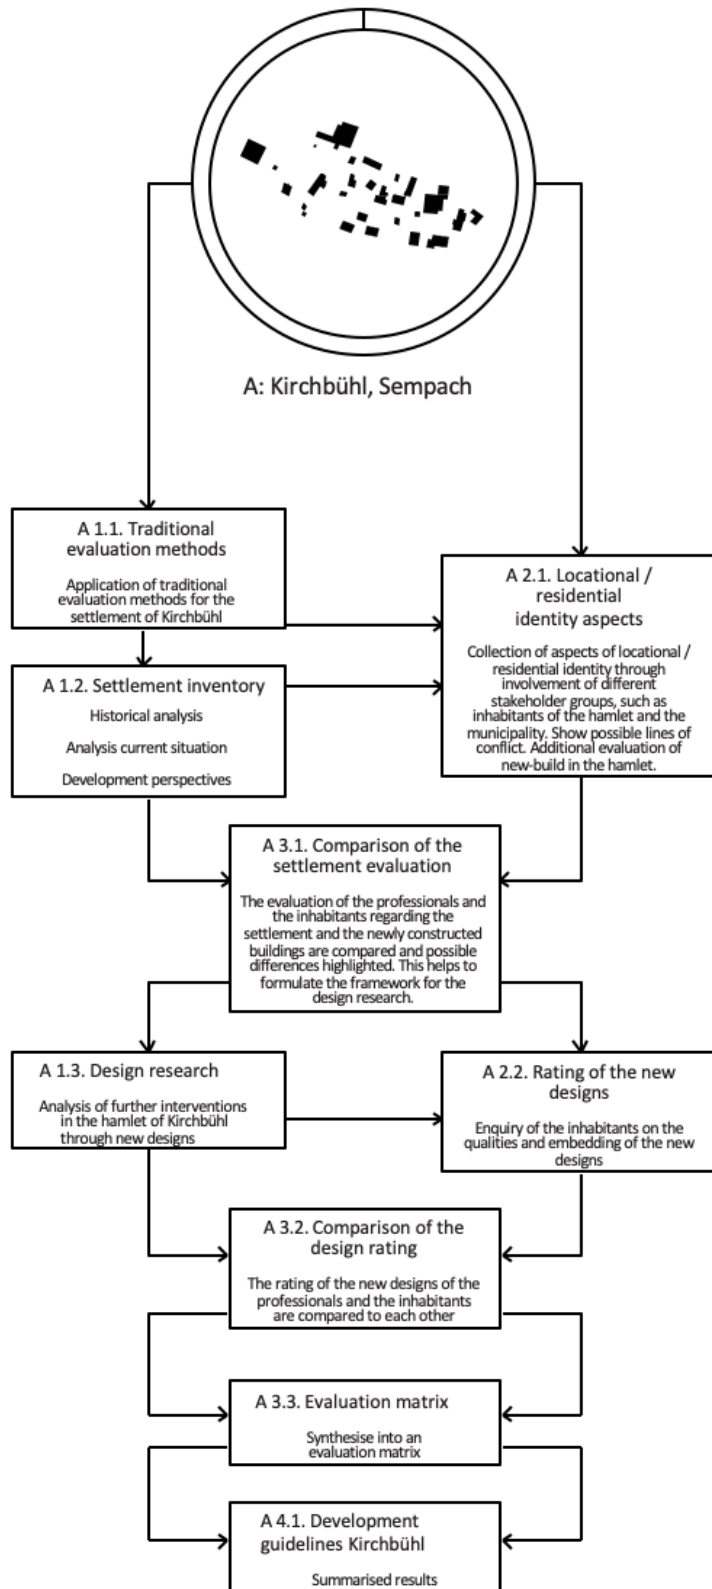 A: Kirchbühl, Sempach
A 1.1. Traditional
evaluation methods
Application of traditional
evaluation methods for the
settlement of Kirchbühl
A 2.1. Locational /
residential
identity aspects
Collection of aspects of locational /
residential identity through
involvement of different
stakeholder groups, such as
inhabitants of the hamlet and the
municipality. Show possible lines of
conflict. Additional evaluation of
new-build in the hamlet.
A 1.2. Settlement inventory
Historical analysis
Analysis current situation
Development perspectives
A 3.1. Comparison of the
settlement evaluation
The evaluation of the professionals and
the inhabitants regarding the
settlement and the newly constructed
buildings are compared and possible
differences highlighted. This helps to
formulate the framework for the
design research.
A 1.3. Design research
Analysis of further interventions
in the hamlet of Kirchbühl
through new designs
A 2.2. Rating of the new
designs
Enquiry of the inhabitants on the
qualities and embedding of the new
designs
A 3.2. Comparison of the
design rating
The rating of the new designs of the
professionals and the inhabitants
are compared to each other
A 3.3. Evaluation matrix
Synthesise into an
evaluation matrix
A 4.1. Development
guidelines Kirchbühl
Summarised results